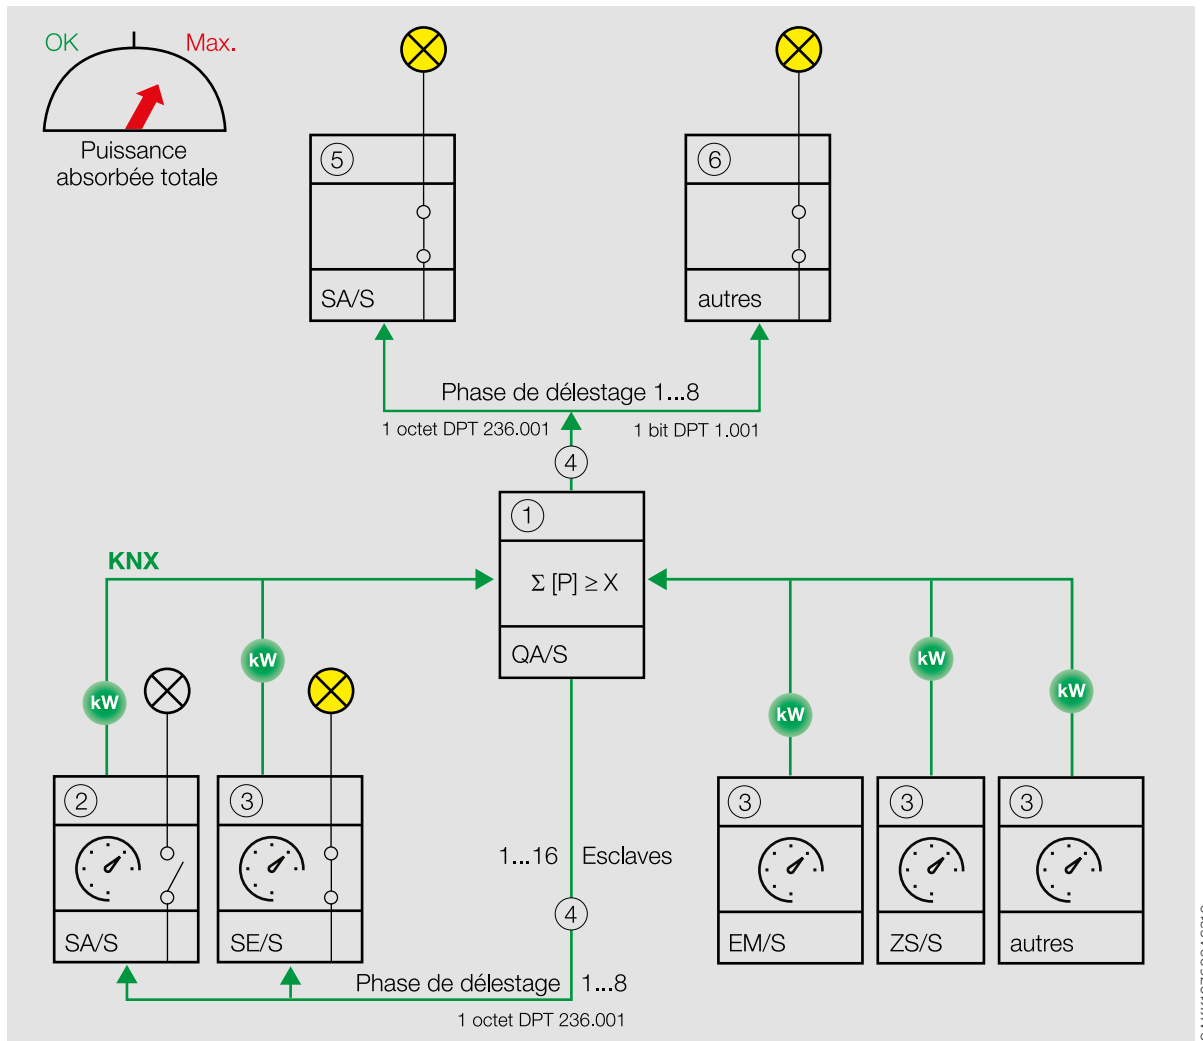 OK
Max.
Puissance
absorbée totale
5
SA/S
6
autres
Phase de délestage 1...8
1 octet DPT 236.001
1 bit DPT 1.001
4
1
Σ [P] ≥ X
QA/S
KNX
kW
kW
kW
kW
kW
2
SA/S
3
SE/S
3
EM/S
3
ZS/S
3
autres
1...16 Esclaves
4
Phase de délestage 1...8
1 octet DPT 236.001